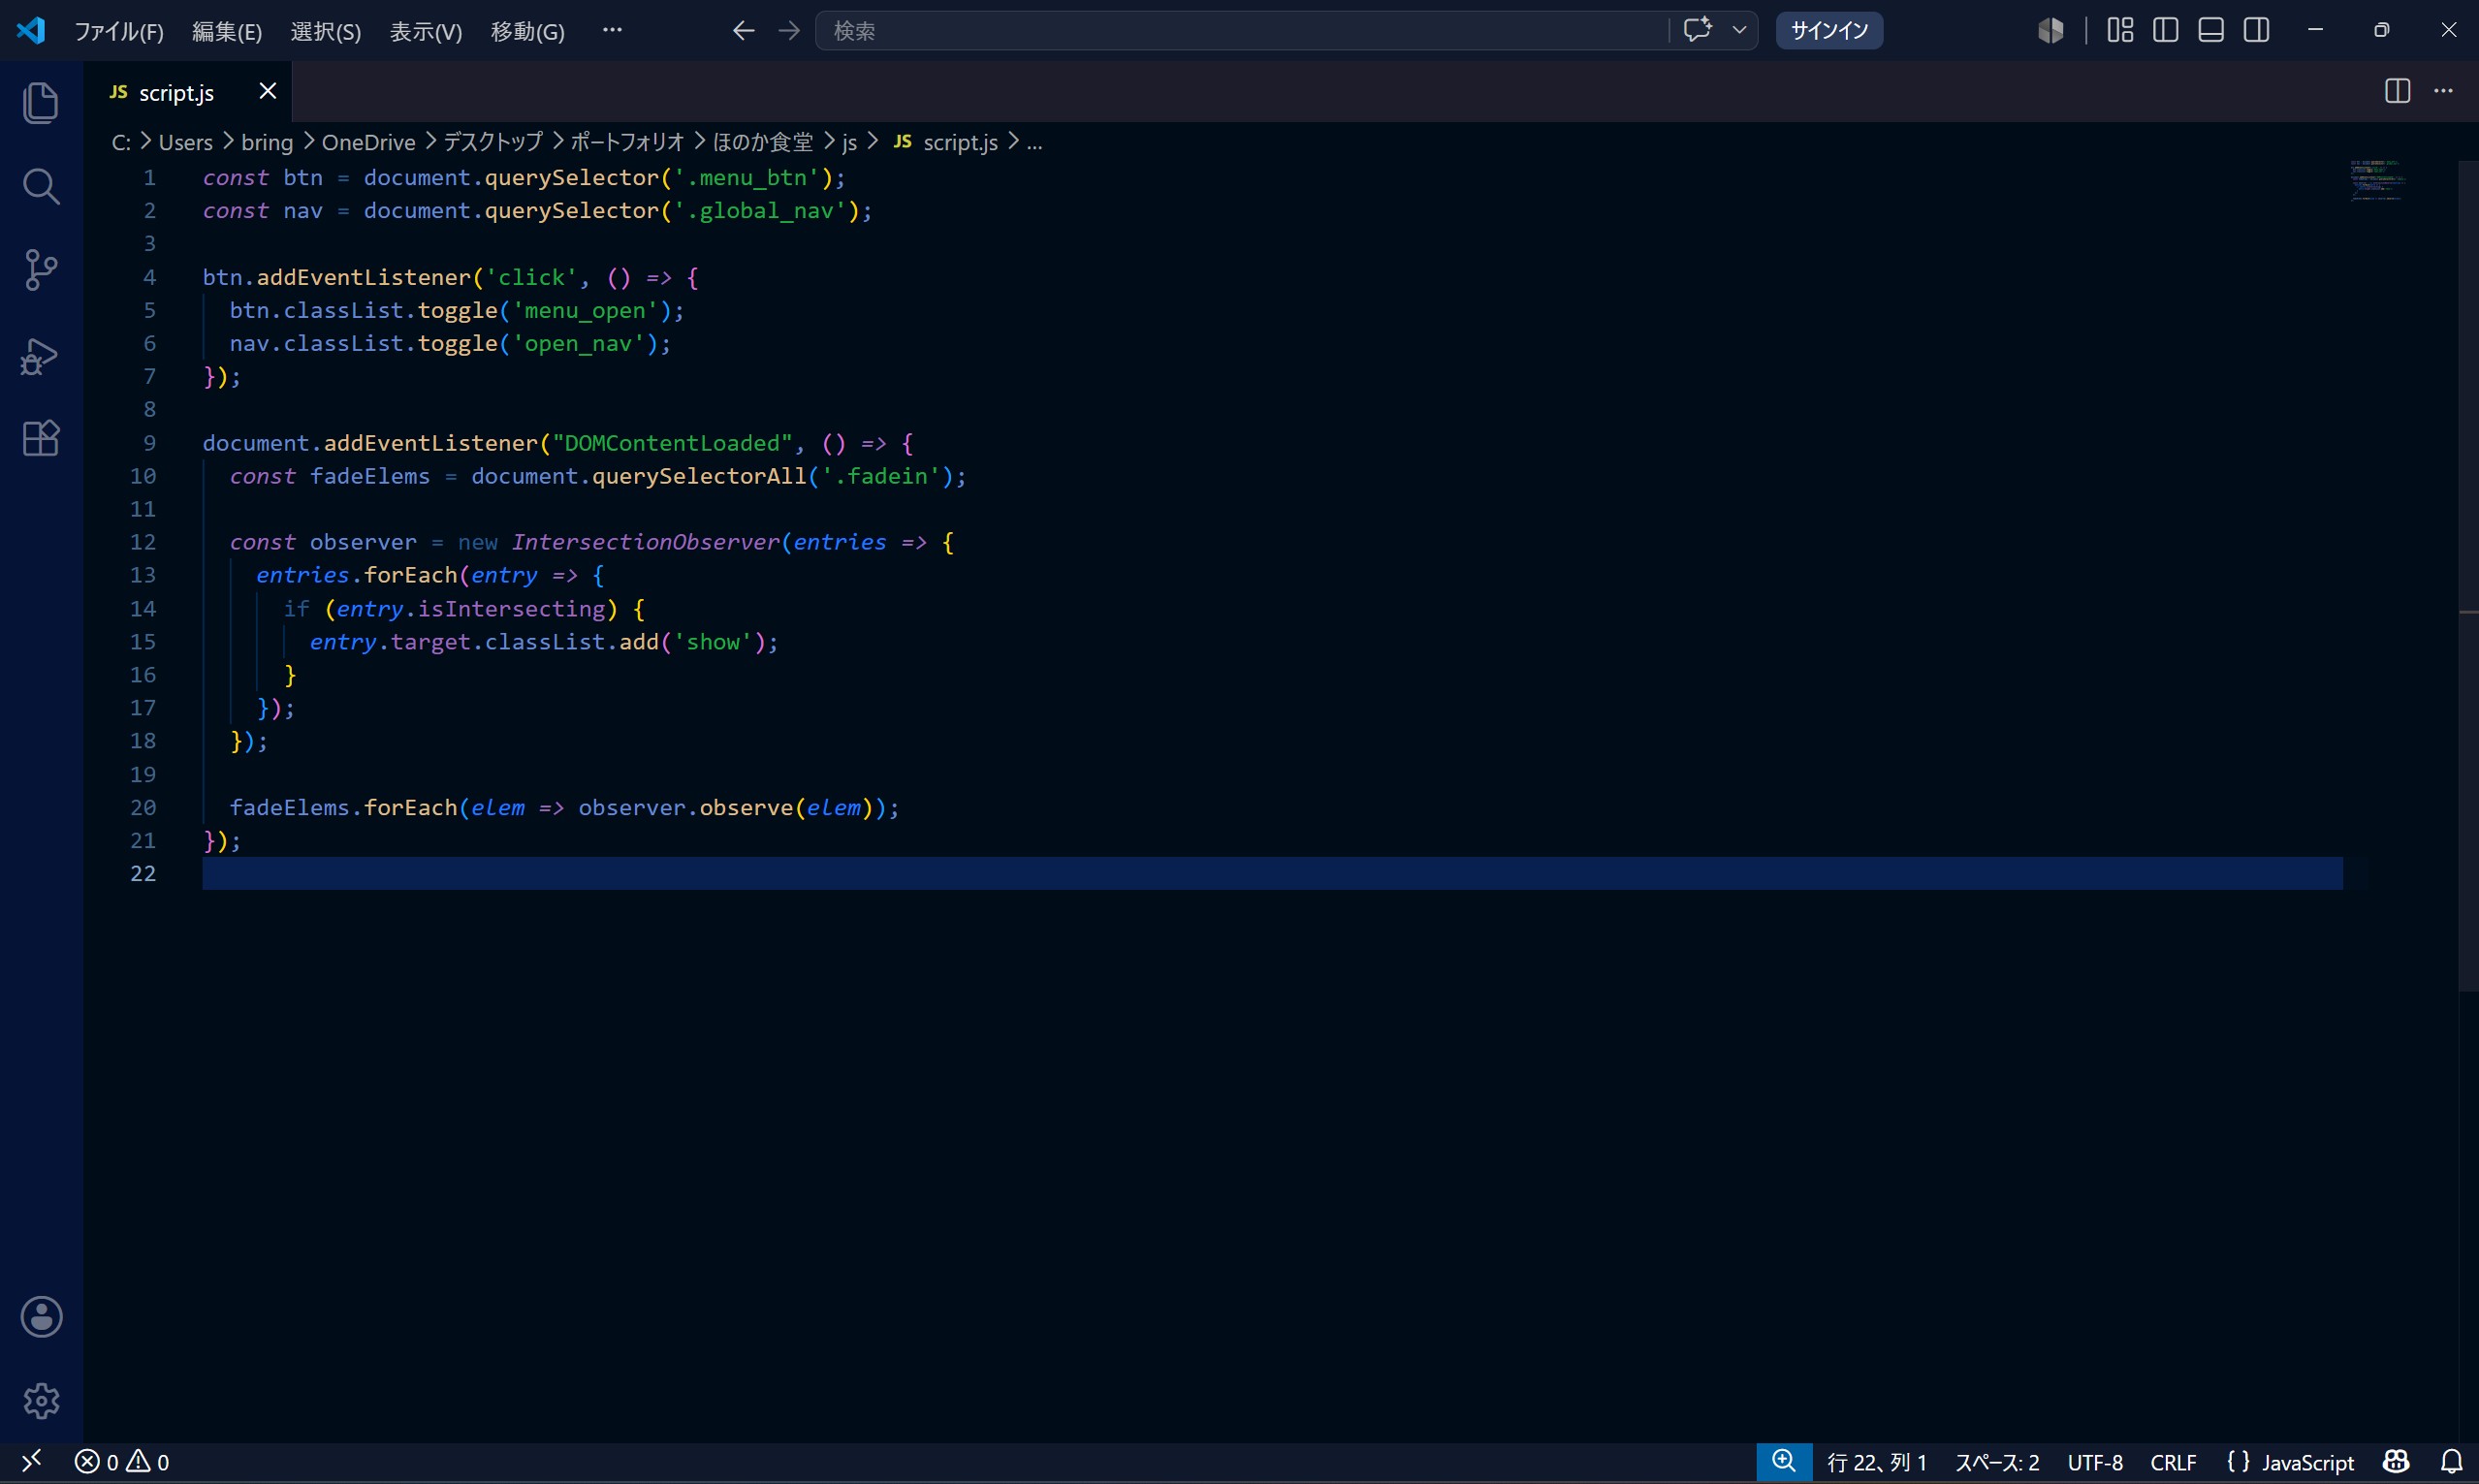 ファイル(F) 編集(E) 選択(S) 表示(V) 移動(G) ··· 検索 サインイン
JS script.js
C: > Users > bring > OneDrive > デスクトップ > ポートフォリオ > ほのか食堂 > js > JS script.js > ...
1 const btn = document.querySelector('.menu_btn');
2 const nav = document.querySelector('.global_nav');
3
4 btn.addEventListener('click', () => {
5   btn.classList.toggle('menu_open');
6   nav.classList.toggle('open_nav');
7 });
8
9 document.addEventListener("DOMContentLoaded", () => {
10   const fadeElems = document.querySelectorAll('.fadein');
11
12   const observer = new IntersectionObserver(entries => {
13     entries.forEach(entry => {
14       if (entry.isIntersecting) {
15         entry.target.classList.add('show');
16       }
17     });
18   });
19
20   fadeElems.forEach(elem => observer.observe(elem));
21 });
22
0 0 行 22、列 1 スペース: 2 UTF-8 CRLF { } JavaScript